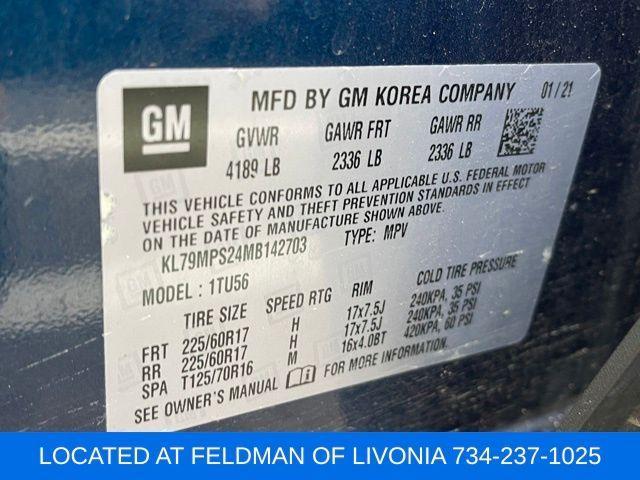 GM
MFD BY GM KOREA COMPANY 01/21
GVWR GAWR FRT GAWR RR
4189 LB 2336 LB 2336 LB
THIS VEHICLE CONFORMS TO ALL APPLICABLE U.S. FEDERAL MOTOR
VEHICLE SAFETY AND THEFT PREVENTION STANDARDS IN EFFECT
ON THE DATE OF MANUFACTURE SHOWN ABOVE.
KL79MPS24MB142703 TYPE: MPV
MODEL : 1TU56
TIRE SIZE SPEED RTG RIM COLD TIRE PRESSURE
FRT 225/60R17 H 17x7.5J 240KPA, 35 PSI
RR 225/60R17 H 17x7.5J 240KPA, 35 PSI
SPA T125/70R16 M 16x4.0BT 420KPA, 60 PSI
SEE OWNER'S MANUAL FOR MORE INFORMATION.
LOCATED AT FELDMAN OF LIVONIA 734-237-1025